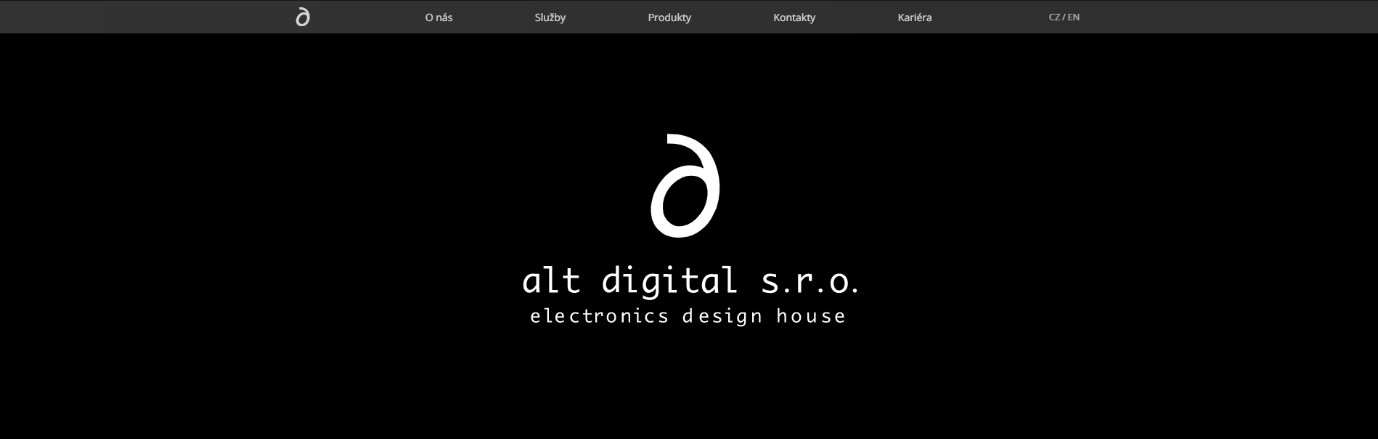 O nás Služby Produkty Kontakty Kariéra CZ / EN
alt digital s.r.o.
electronics design house